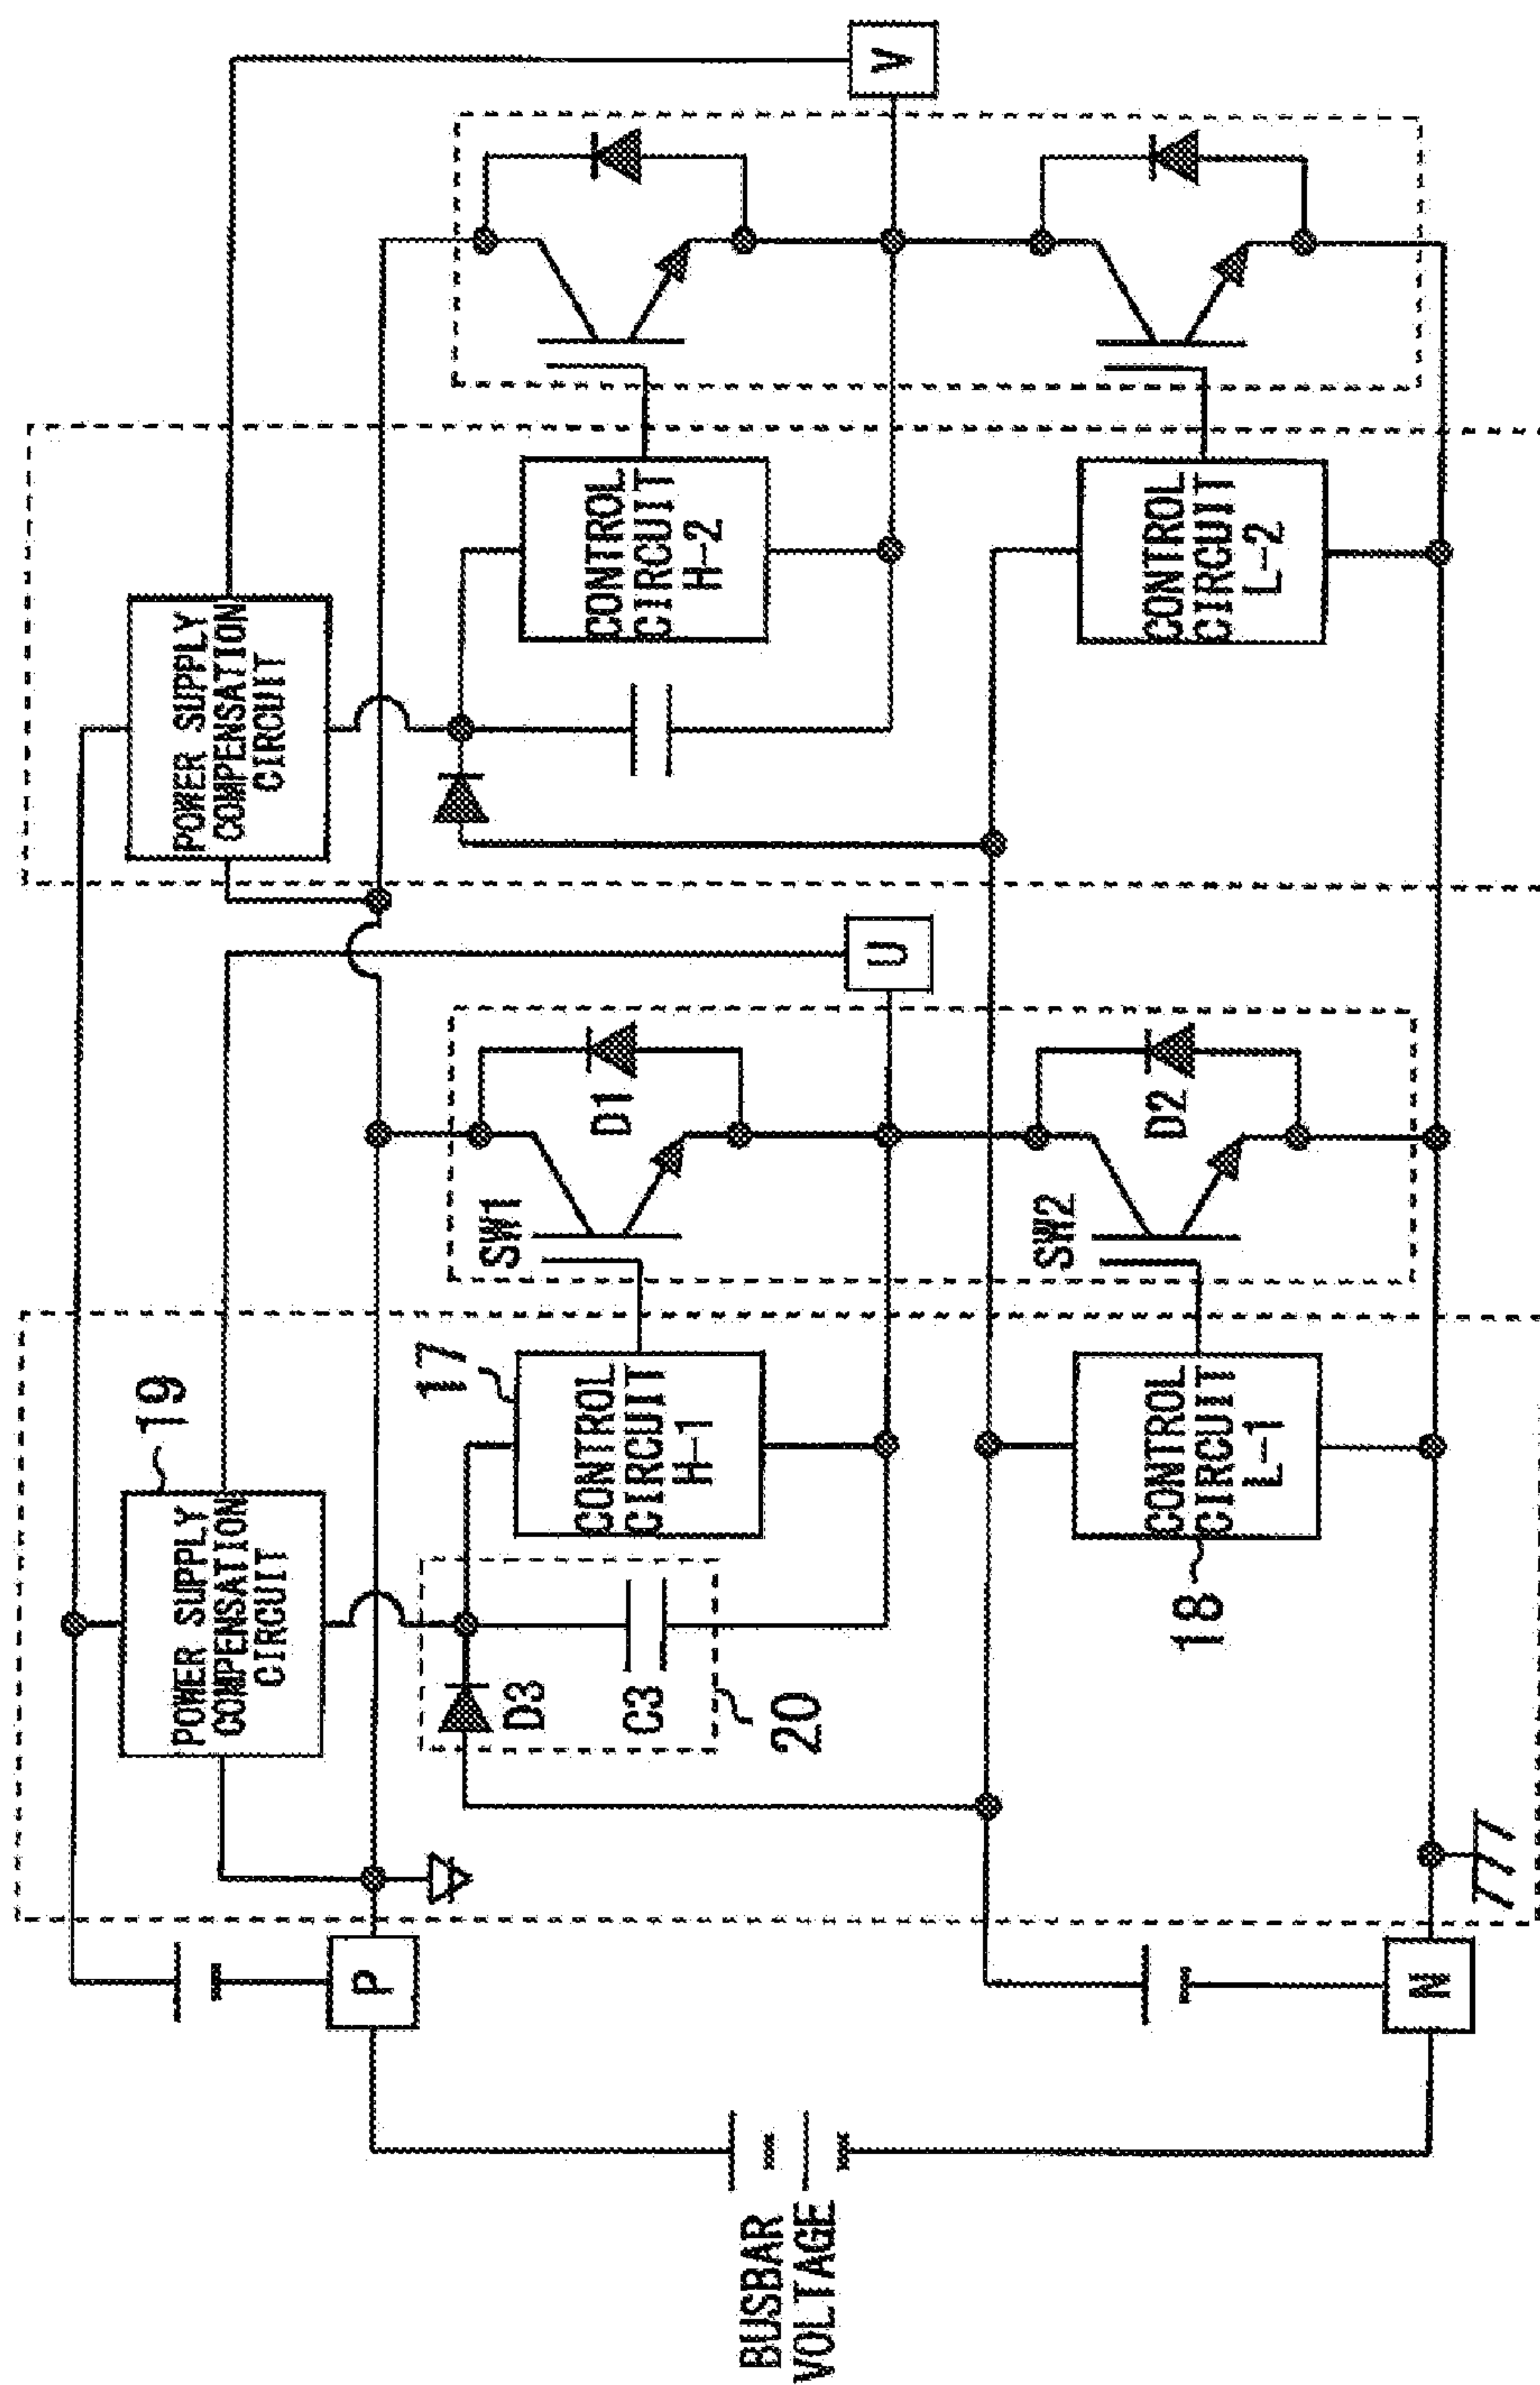 BUSBAR
VOLTAGE
P
N
POWER SUPPLY
COMPENSATION
CIRCUIT
19
D3
C3
20
CONTROL
CIRCUIT
H-1
17
CONTROL
CIRCUIT
L-1
18
SW1
D1
SW2
D2
U
POWER SUPPLY
COMPENSATION
CIRCUIT
CONTROL
CIRCUIT
H-2
CONTROL
CIRCUIT
L-2
V